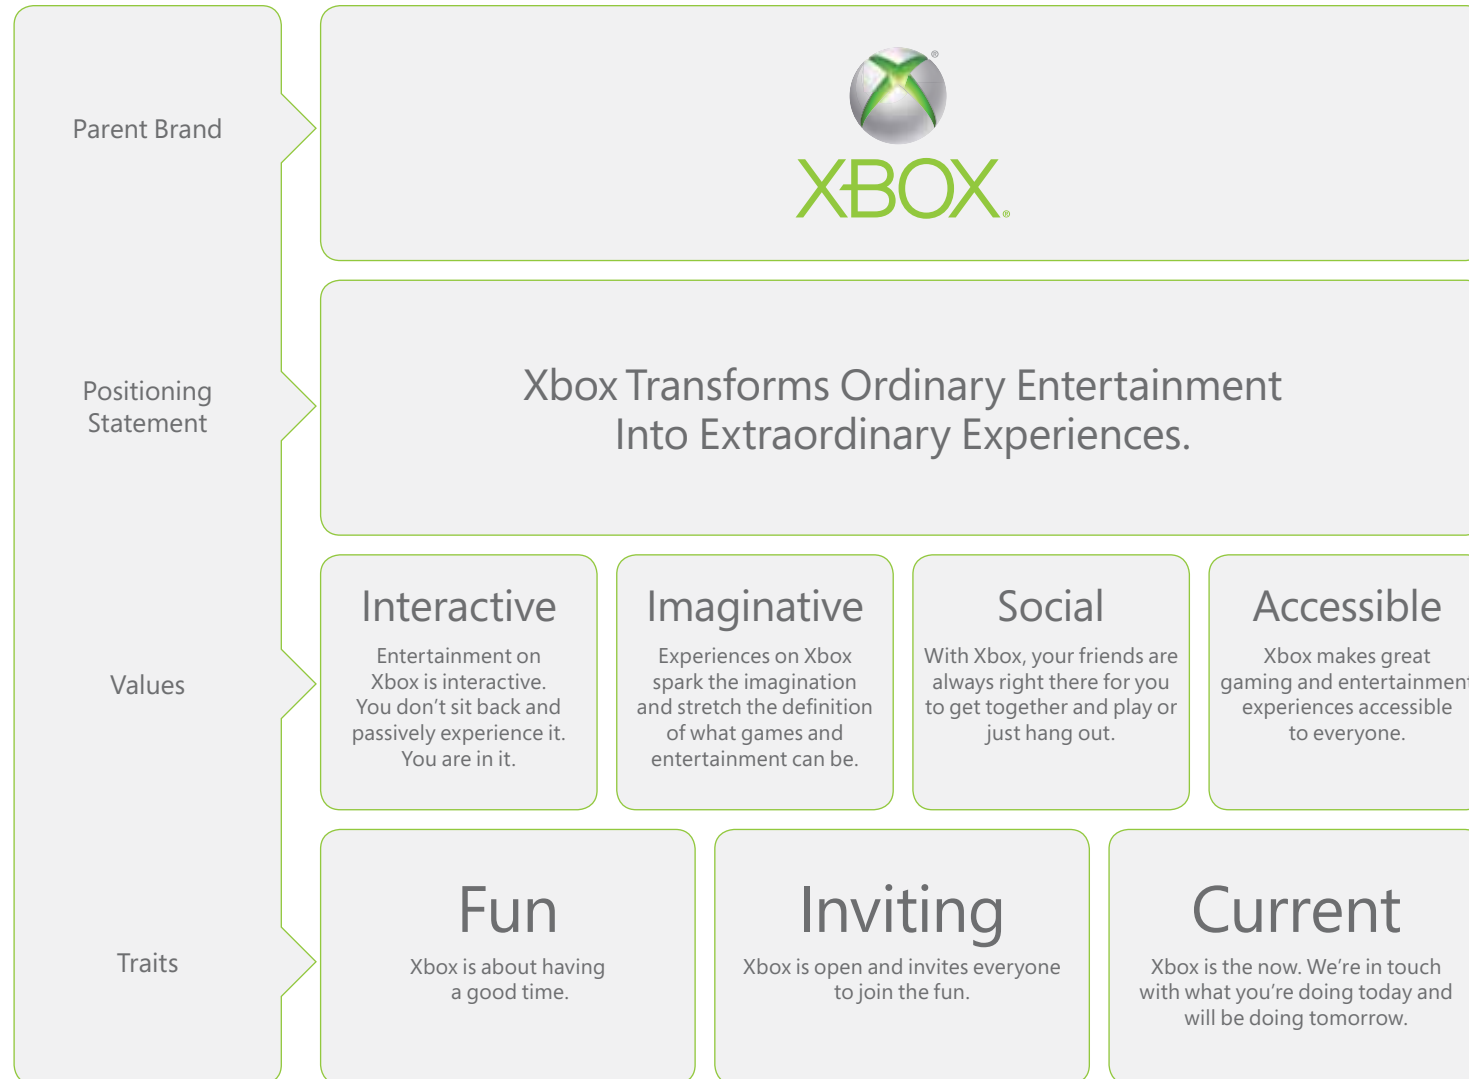 Parent Brand
XBOX®
Positioning
Statement
Xbox Transforms Ordinary Entertainment
Into Extraordinary Experiences.
Values
Interactive
Entertainment on
Xbox is interactive.
You don’t sit back and
passively experience it.
You are in it.
Imaginative
Experiences on Xbox
spark the imagination
and stretch the definition
of what games and
entertainment can be.
Social
With Xbox, your friends are
always right there for you
to get together and play or
just hang out.
Accessible
Xbox makes great
gaming and entertainment
experiences accessible
to everyone.
Traits
Fun
Xbox is about having
a good time.
Inviting
Xbox is open and invites everyone
to join the fun.
Current
Xbox is the now. We’re in touch
with what you’re doing today and
will be doing tomorrow.